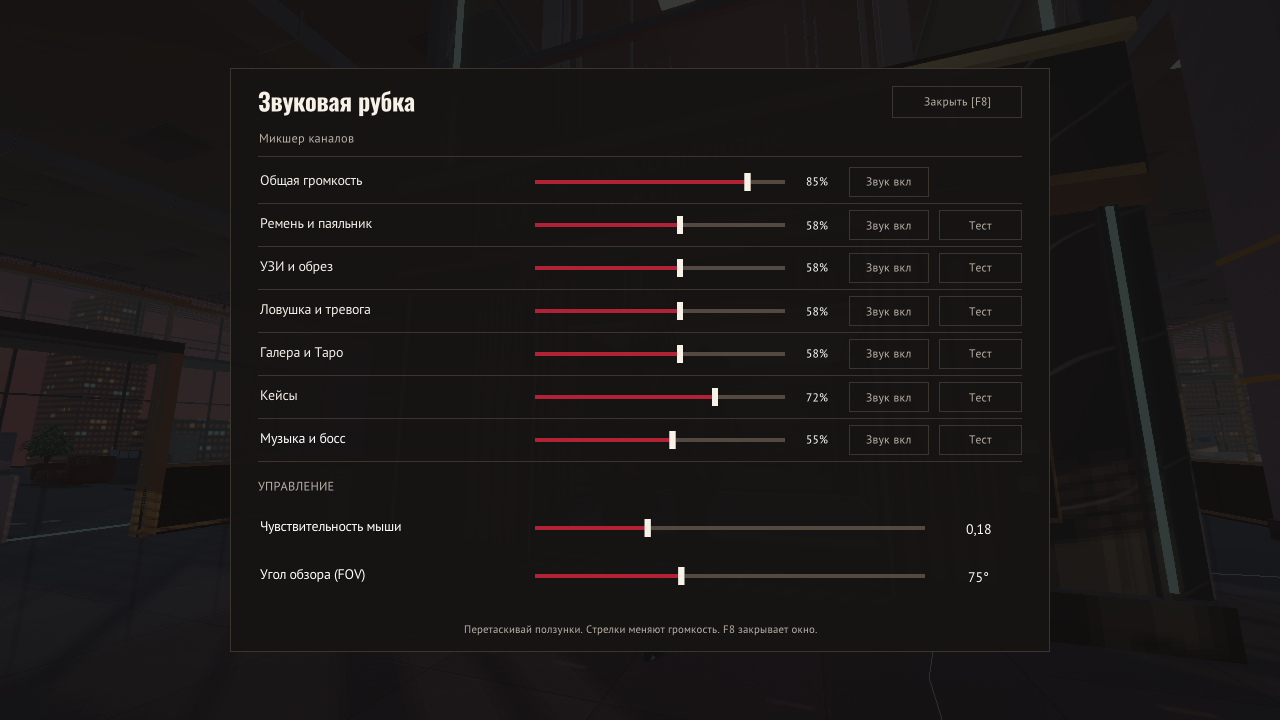 Звуковая рубка
Закрыть [F8]
Микшер каналов
Общая громкость 85% Звук вкл
Ремень и паяльник 58% Звук вкл Тест
УЗИ и обрез 58% Звук вкл Тест
Ловушка и тревога 58% Звук вкл Тест
Галера и Таро 58% Звук вкл Тест
Кейсы 72% Звук вкл Тест
Музыка и босс 55% Звук вкл Тест
УПРАВЛЕНИЕ
Чувствительность мыши 0,18
Угол обзора (FOV) 75°
Перетаскивай ползунки. Стрелки меняют громкость. F8 закрывает окно.